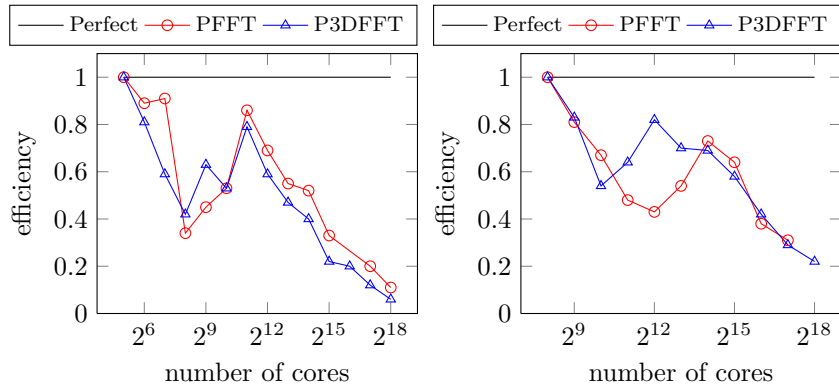 Perfect PFFT P3DFFT
1
0.8
0.6
0.4
0.2
0
efficiency
2^6 2^9 2^12 2^15 2^18
number of cores
Perfect PFFT P3DFFT
1
0.8
0.6
0.4
0.2
0
efficiency
2^9 2^12 2^15 2^18
number of cores